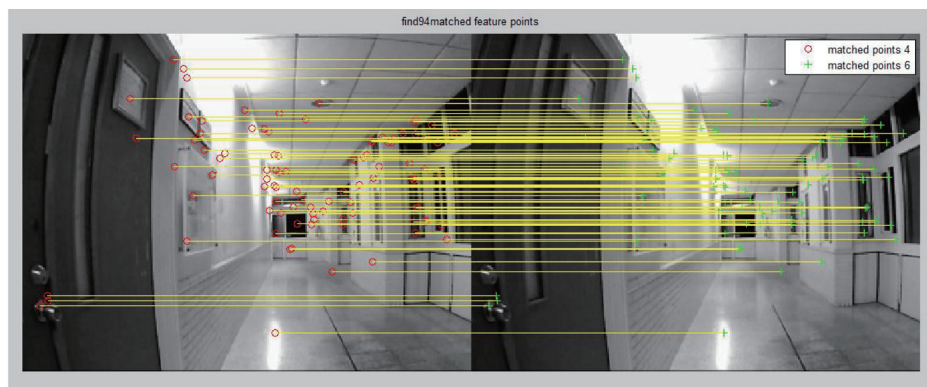 find94matched feature points
matched points 4
matched points 6